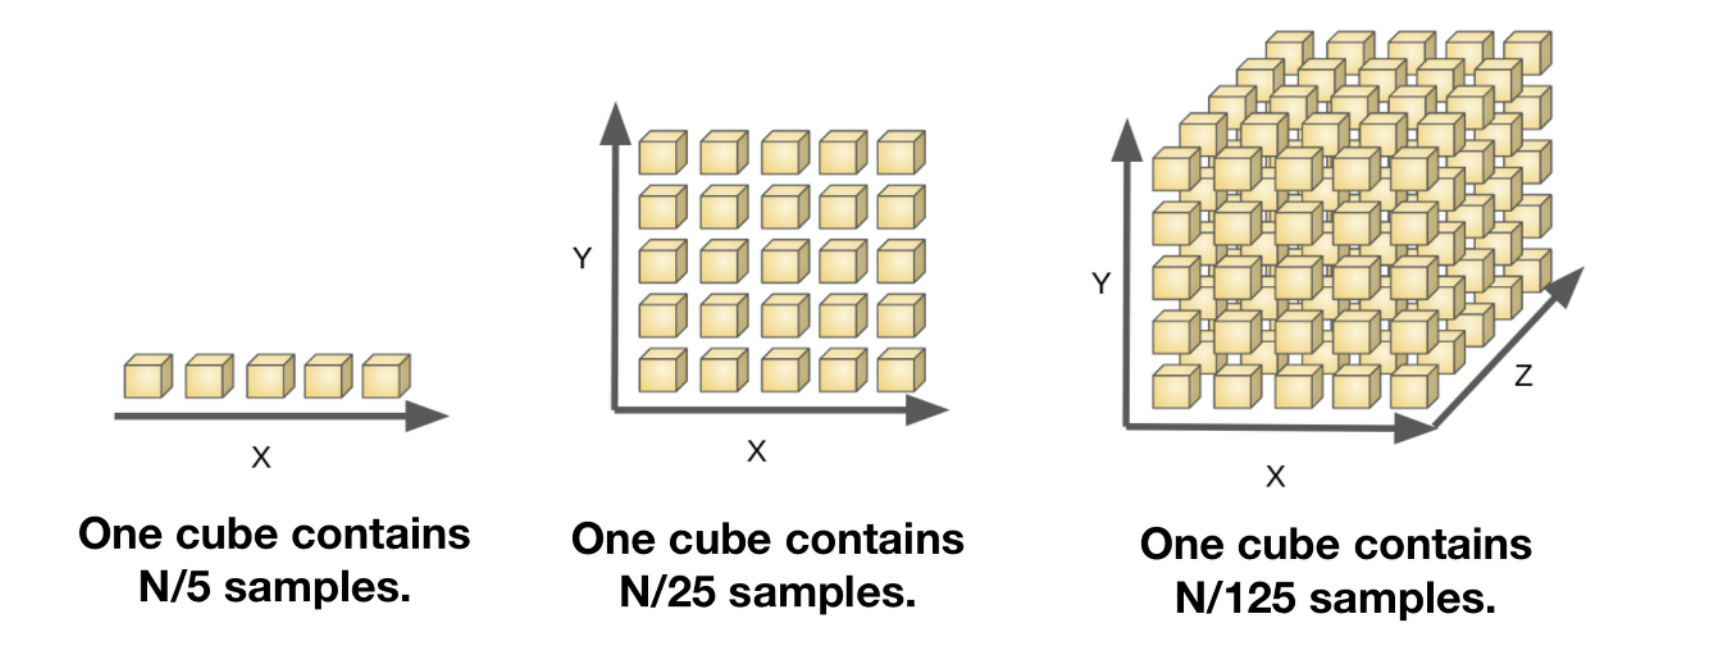 X
One cube contains
N/5 samples.
Y
X
One cube contains
N/25 samples.
Y
Z
X
One cube contains
N/125 samples.